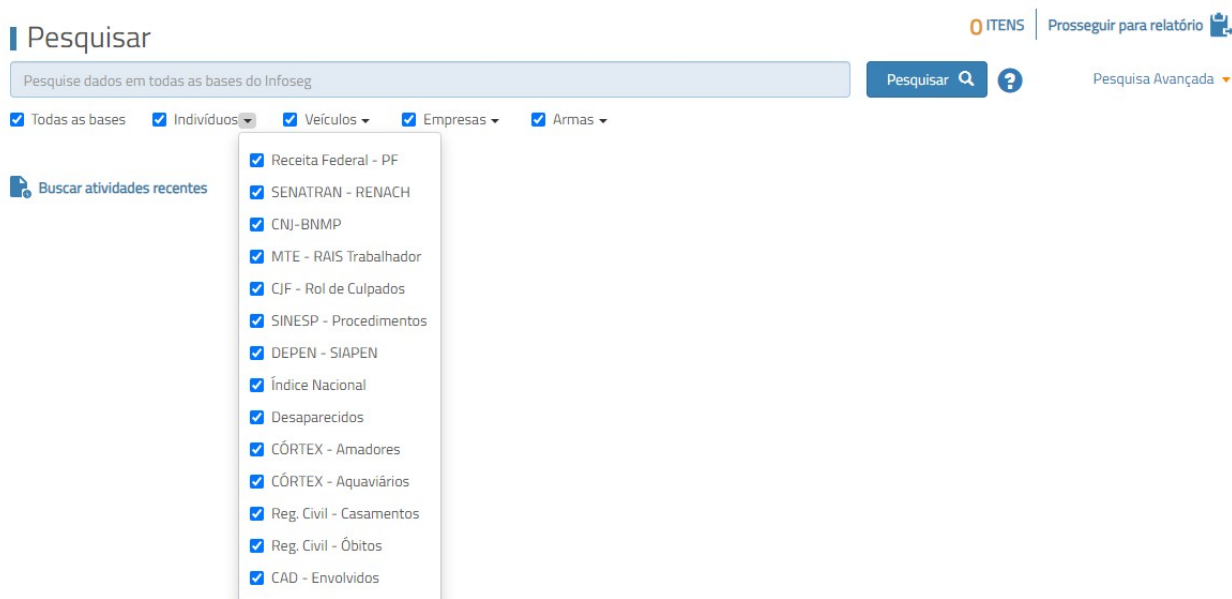 0 ITENS
Prosseguir para relatório
Pesquisar
Pesquise dados em todas as bases do Infoseg
Pesquisar
?
Pesquisa Avançada
Todas as bases
Indivíduos
Veículos
Empresas
Armas
Buscar atividades recentes
Receita Federal - PF
SENATRAN - RENACH
CNJ-BNMP
MTE - RAIS Trabalhador
CJF - Rol de Culpados
SINESP - Procedimentos
DEPEN - SIAPEN
Índice Nacional
Desaparecidos
CÓRTEX - Amadores
CÓRTEX - Aquaviários
Reg. Civil - Casamentos
Reg. Civil - Óbitos
CAD - Envolvidos